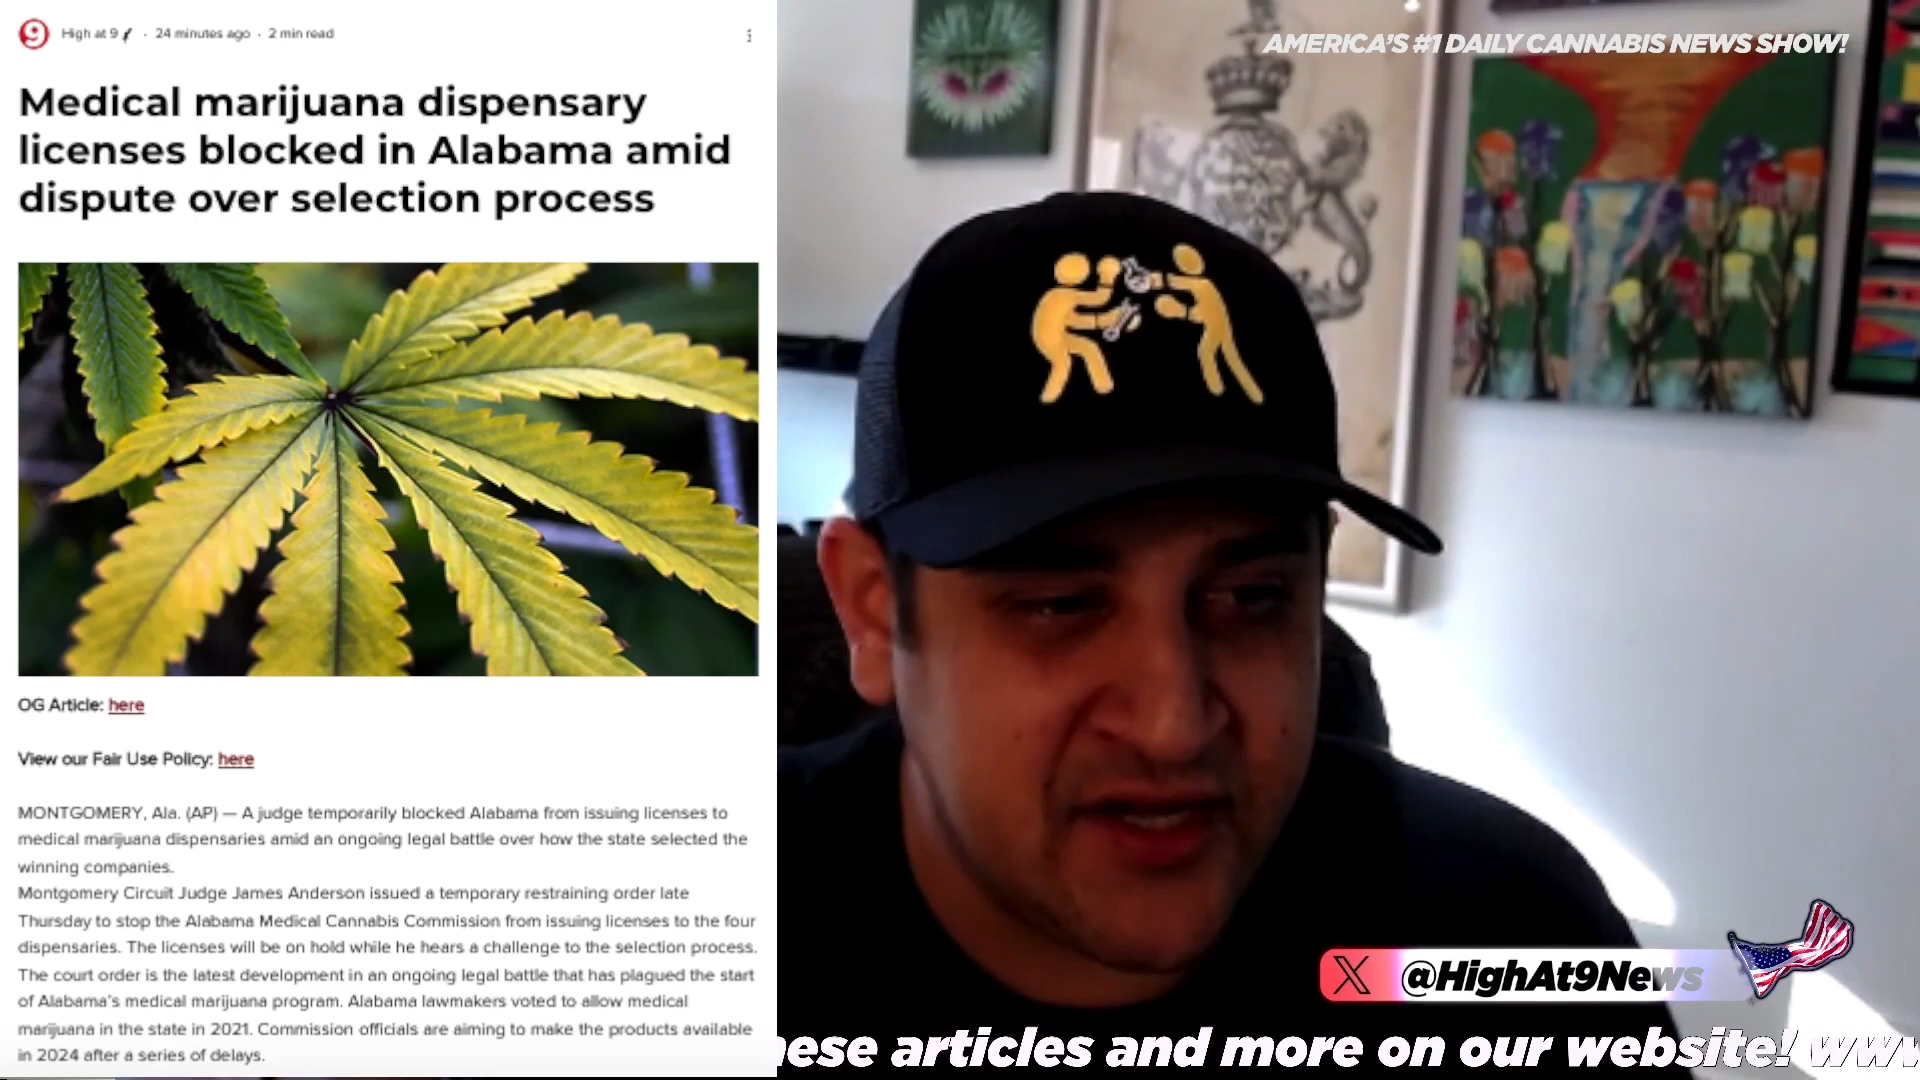 9 High at 9 · 24 minutes ago · 2 min read
Medical marijuana dispensary
licenses blocked in Alabama amid
dispute over selection process
OG Article: here
View our Fair Use Policy: here
MONTGOMERY, Ala. (AP) — A judge temporarily blocked Alabama from issuing licenses to
medical marijuana dispensaries amid an ongoing legal battle over how the state selected the
winning companies.
Montgomery Circuit Judge James Anderson issued a temporary restraining order late
Thursday to stop the Alabama Medical Cannabis Commission from issuing licenses to the four
dispensaries. The licenses will be on hold while he hears a challenge to the selection process.
The court order is the latest development in an ongoing legal battle that has plagued the start
of Alabama's medical marijuana program. Alabama lawmakers voted to allow medical
marijuana in the state in 2021. Commission officials are aiming to make the products available
in 2024 after a series of delays.
AMERICA'S #1 DAILY CANNABIS NEWS SHOW!
X @HighAt9News
hese articles and more on our website! www